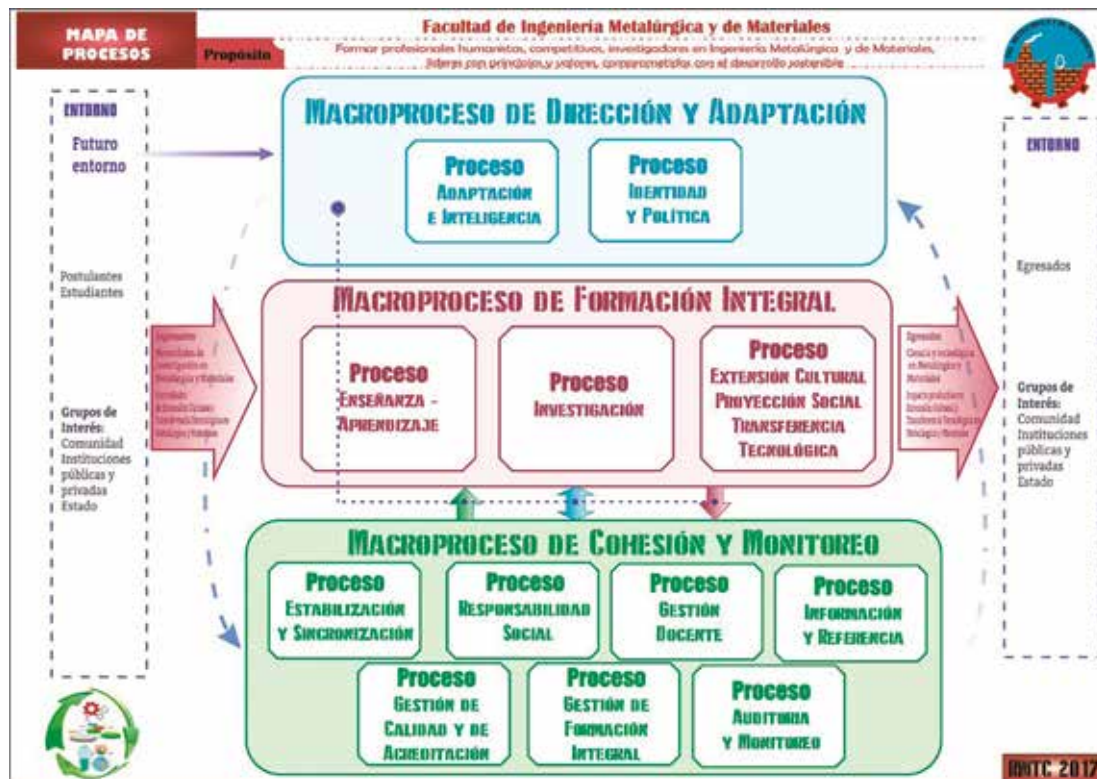 MAPA DE
PROCESOS
Propósito
Facultad de Ingeniería Metalúrgica y de Materiales
Formar profesionales humanistas, competitivos, investigadores en Ingeniería Metalúrgica y de Materiales,
líderes con principios y valores, comprometidos con el desarrollo sostenible
ENTORNO
Futuro
entorno
Postulantes
Estudiantes
Grupos de
Interés:
Comunidad
Instituciones
públicas y
privadas
Estado
MACROPROCESO DE DIRECCIÓN Y ADAPTACIÓN
Proceso
ADAPTACIÓN
E INTELIGENCIA
Proceso
IDENTIDAD
Y POLÍTICA
MACROPROCESO DE FORMACIÓN INTEGRAL
Proceso
ENSEÑANZA -
APRENDIZAJE
Proceso
INVESTIGACIÓN
Proceso
EXTENSIÓN CULTURAL
PROYECCIÓN SOCIAL
TRANSFERENCIA
TECNOLÓGICA
MACROPROCESO DE COHESIÓN Y MONITOREO
Proceso
ESTABILIZACIÓN
Y SINCRONIZACIÓN
Proceso
RESPONSABILIDAD
SOCIAL
Proceso
GESTIÓN
DOCENTE
Proceso
INFORMACIÓN
Y REFERENCIA
Proceso
GESTIÓN DE
CALIDAD Y DE
ACREDITACIÓN
Proceso
GESTIÓN DE
FORMACIÓN
INTEGRAL
Proceso
AUDITORIA
Y MONITOREO
Egresados
Materiales
ENTORNO
Egresados
Grupos de
Interés:
Comunidad
Instituciones
públicas y
privadas
Estado
2017